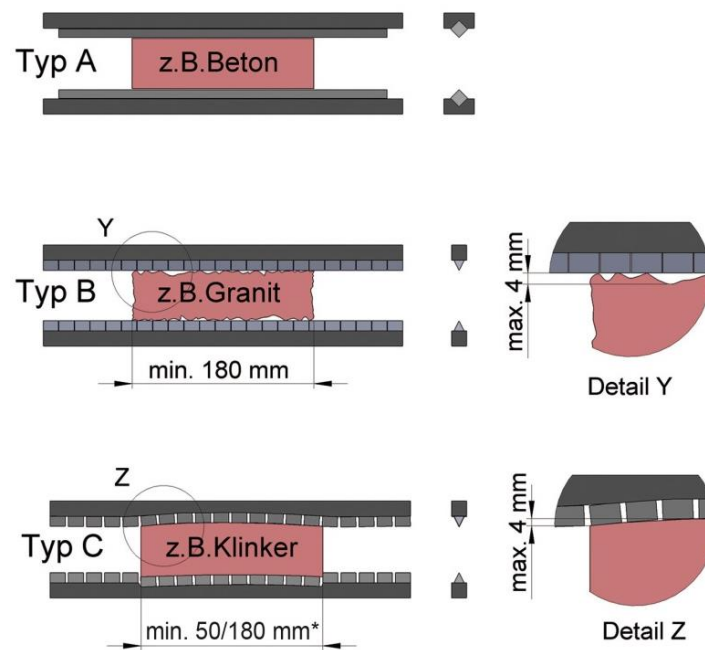 Typ A
z.B.Beton
Y
Typ B
z.B.Granit
min. 180 mm
max. 4 mm
Detail Y
Z
Typ C
z.B.Klinker
min. 50/180 mm*
max. 4 mm
Detail Z